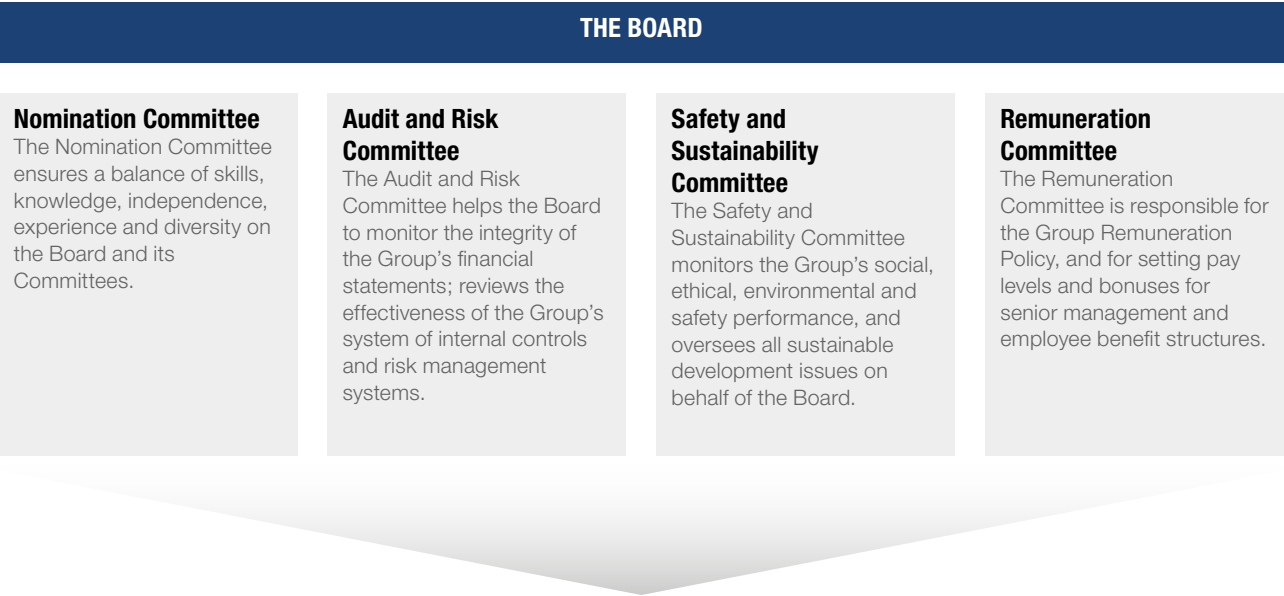 THE BOARD
Nomination Committee
The Nomination Committee
ensures a balance of skills,
knowledge, independence,
experience and diversity on
the Board and its
Committees.
Audit and Risk
Committee
The Audit and Risk
Committee helps the Board
to monitor the integrity of
the Group’s financial
statements; reviews the
effectiveness of the Group’s
system of internal controls
and risk management
systems.
Safety and
Sustainability
Committee
The Safety and
Sustainability Committee
monitors the Group’s social,
ethical, environmental and
safety performance, and
oversees all sustainable
development issues on
behalf of the Board.
Remuneration
Committee
The Remuneration
Committee is responsible for
the Group Remuneration
Policy, and for setting pay
levels and bonuses for
senior management and
employee benefit structures.